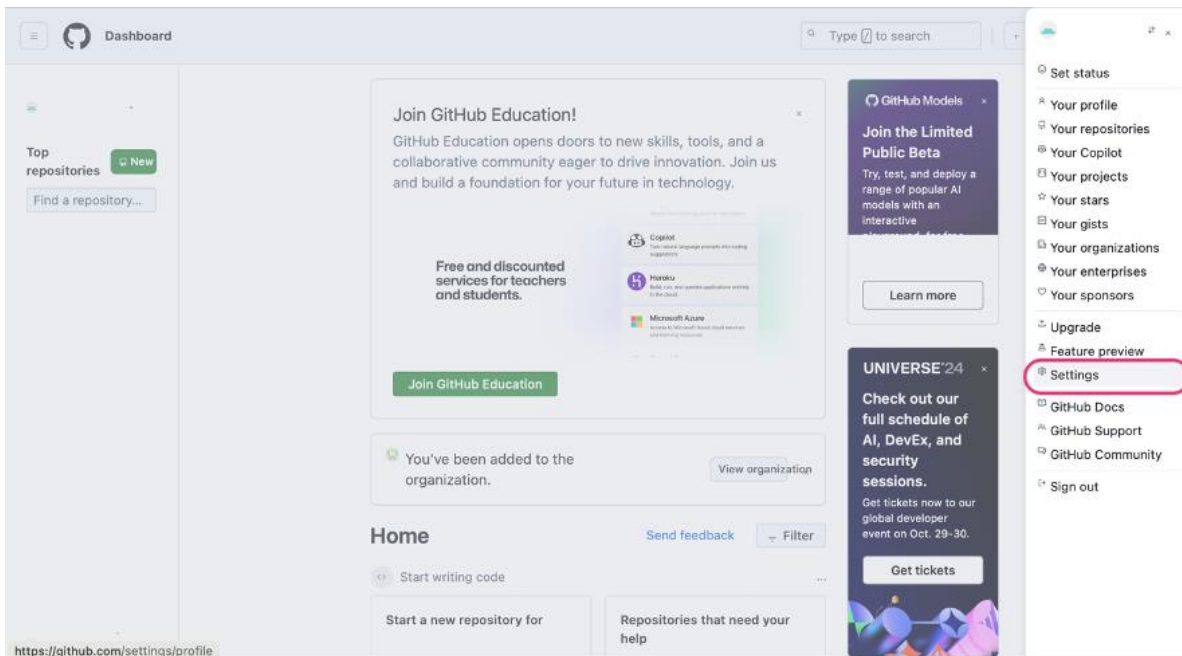 Dashboard
Type / to search
Top
repositories
New
Find a repository...
Join GitHub Education!
GitHub Education opens doors to new skills, tools, and a
collaborative community eager to drive innovation. Join us
and build a foundation for your future in technology.
Free and discounted
services for teachers
and students.
Copilot
Heroku
Microsoft Azure
Join GitHub Education
You've been added to the
organization.
View organization
Home
Send feedback
Filter
Start writing code
...
Start a new repository for
Repositories that need your
help
GitHub Models
Join the Limited
Public Beta
Try, test, and deploy a
range of popular AI
models with an
interactive
Learn more
UNIVERSE'24
Check out our
full schedule of
AI, DevEx, and
security
sessions.
Get tickets now to our
global developer
event on Oct. 29-30.
Get tickets
Set status
Your profile
Your repositories
Your Copilot
Your projects
Your stars
Your gists
Your organizations
Your enterprises
Your sponsors
Upgrade
Feature preview
Settings
GitHub Docs
GitHub Support
GitHub Community
Sign out
https://github.com/settings/profile